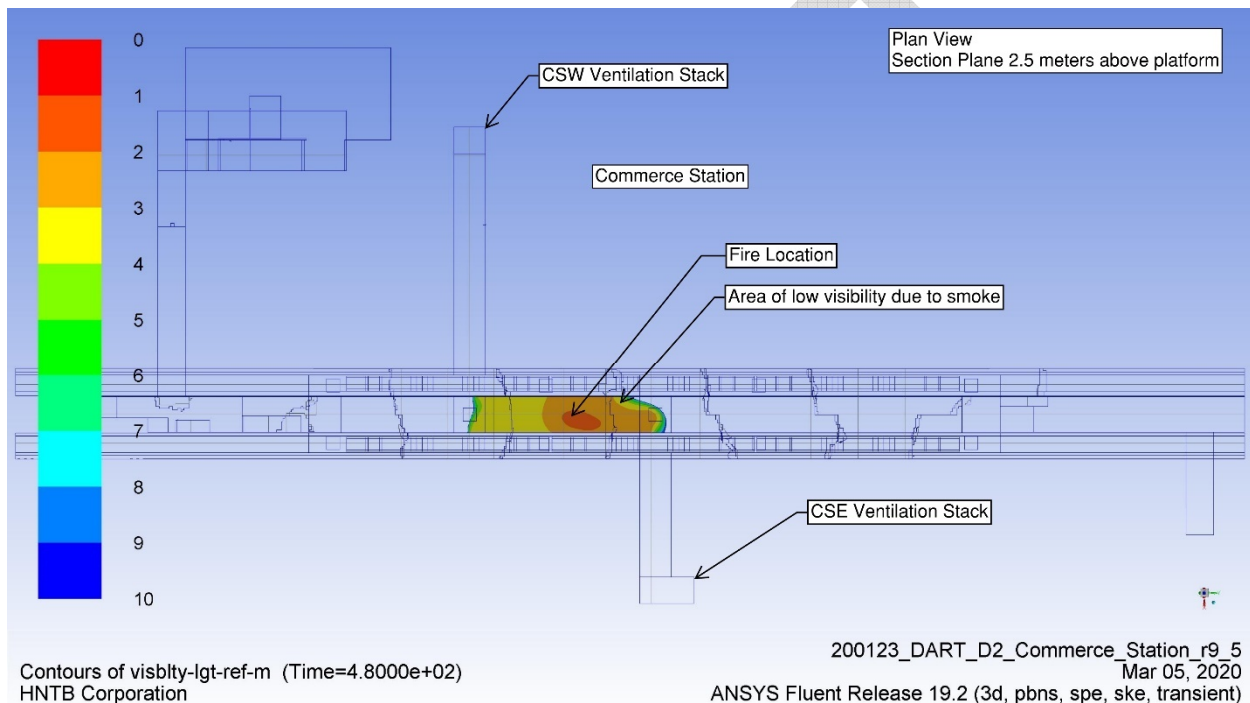 0
1
2
3
4
5
6
7
8
9
10
Plan View
Section Plane 2.5 meters above platform
CSW Ventilation Stack
Commerce Station
Fire Location
Area of low visibility due to smoke
CSE Ventilation Stack
Contours of visblty-lgt-ref-m (Time=4.8000e+02)
HNTB Corporation
200123_DART_D2_Commerce_Station_r9_5
Mar 05, 2020
ANSYS Fluent Release 19.2 (3d, pbns, spe, ske, transient)